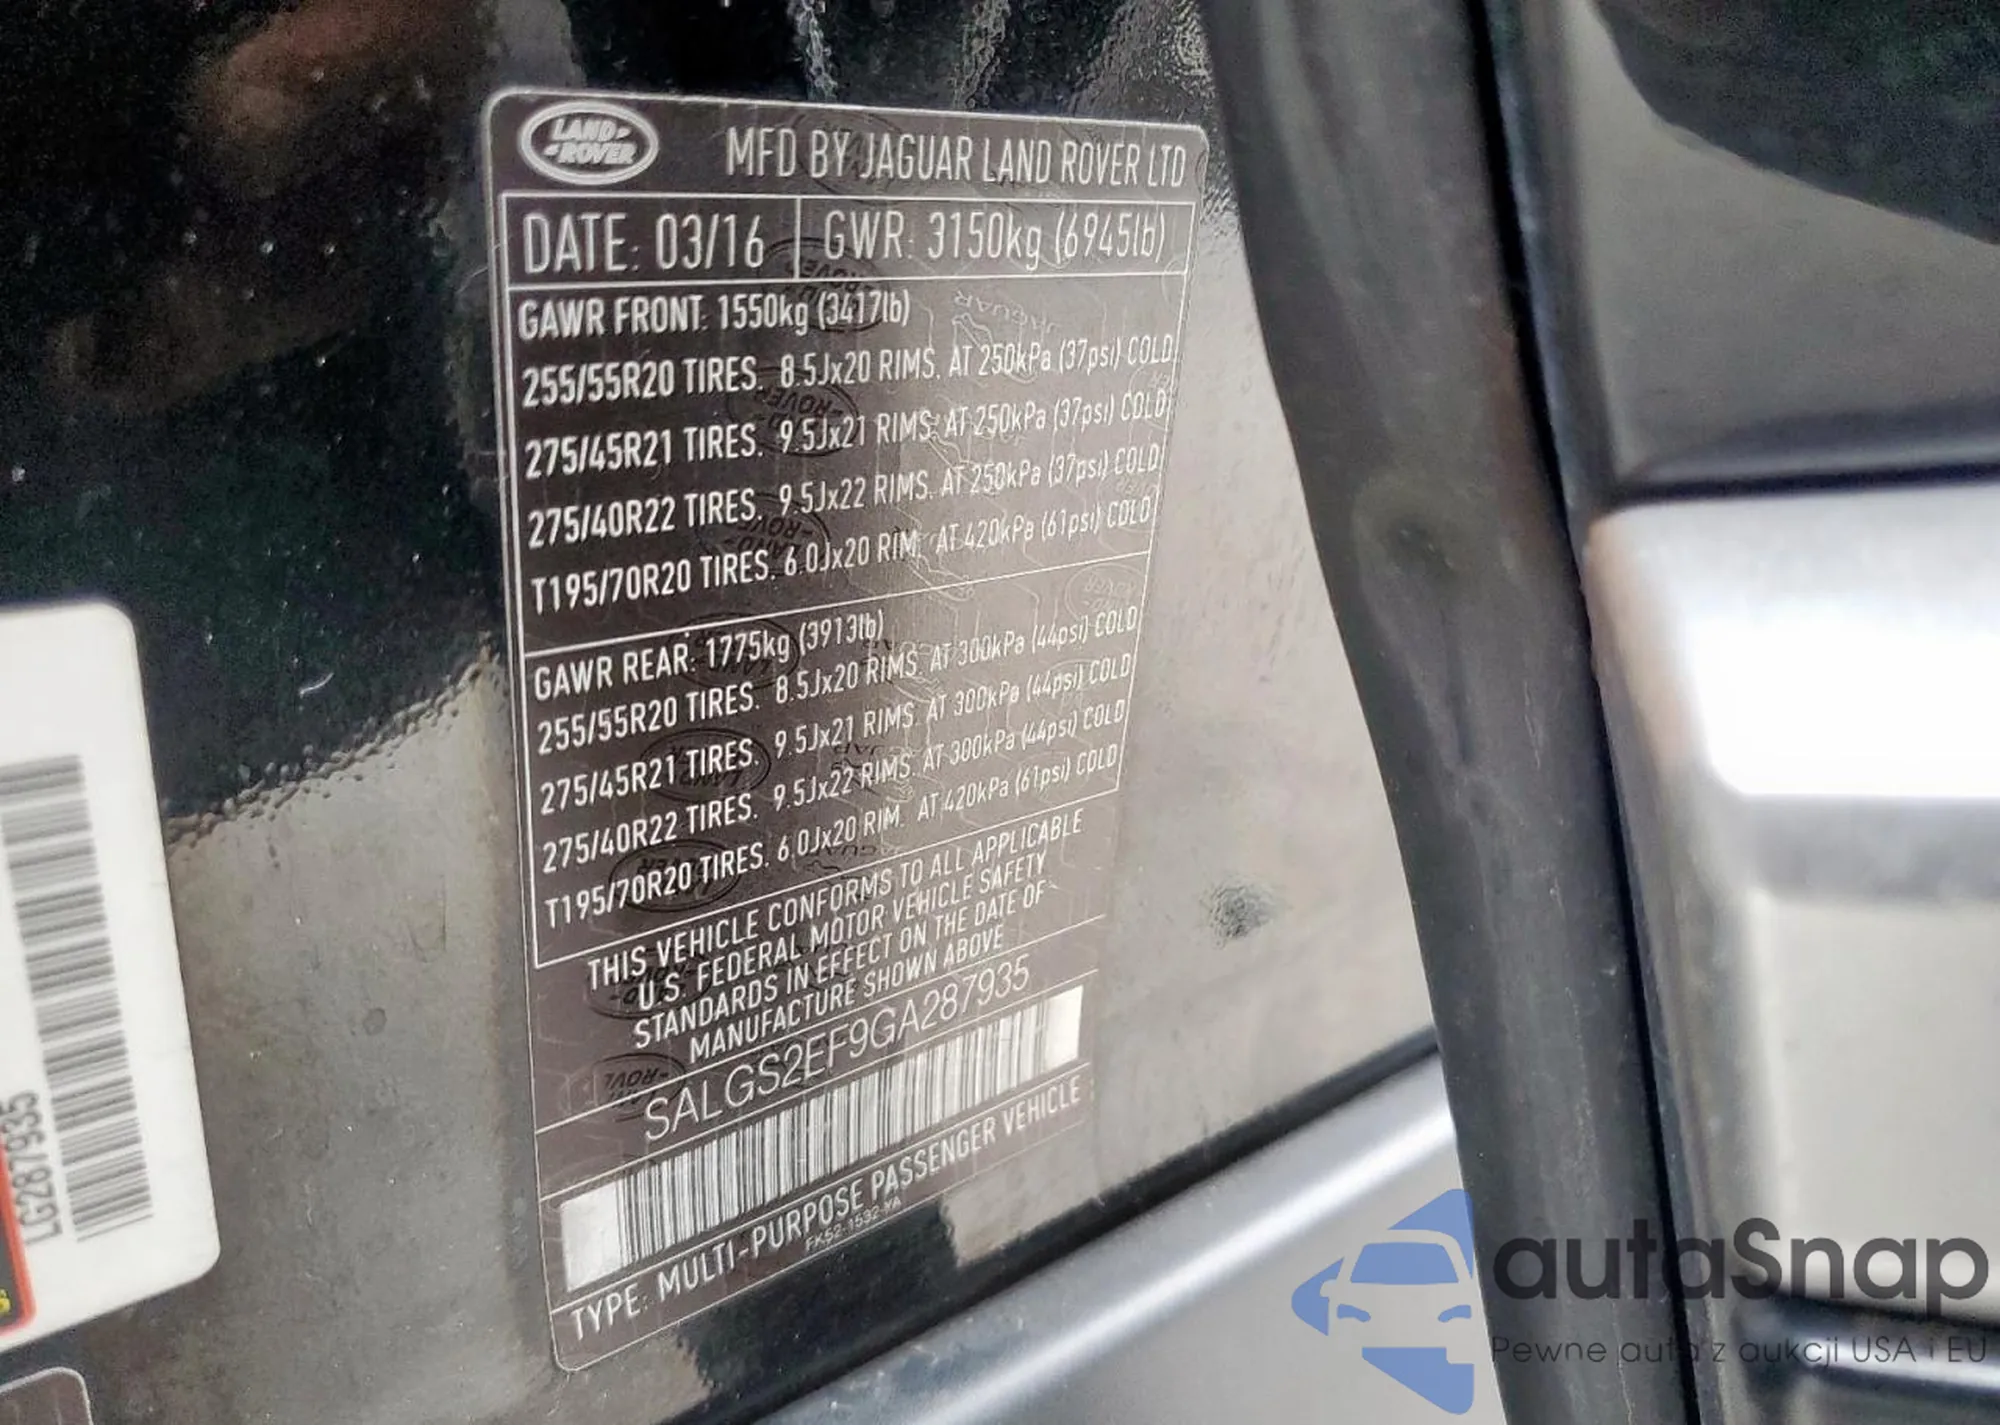 LAND-
-ROVER
MFD BY JAGUAR LAND ROVER LTD
DATE: 03/16
GWR: 3150kg (6945lb)
GAWR FRONT: 1550kg (3417lb)
255/55R20 TIRES. 8.5Jx20 RIMS. AT 250kPa (37psi) COLD
275/45R21 TIRES. 9.5Jx21 RIMS. AT 250kPa (37psi) COLD
275/40R22 TIRES. 9.5Jx22 RIMS. AT 250kPa (37psi) COLD
T195/70R20 TIRES. 6.0Jx20 RIM. AT 420kPa (61psi) COLD
GAWR REAR: 1775kg (3913lb)
255/55R20 TIRES. 8.5Jx20 RIMS. AT 300kPa (44psi) COLD
275/45R21 TIRES. 9.5Jx21 RIMS. AT 300kPa (44psi) COLD
275/40R22 TIRES. 9.5Jx22 RIMS. AT 300kPa (44psi) COLD
T195/70R20 TIRES. 6.0Jx20 RIM. AT 420kPa (61psi) COLD
THIS VEHICLE CONFORMS TO ALL APPLICABLE
U.S. FEDERAL MOTOR VEHICLE SAFETY
STANDARDS IN EFFECT ON THE DATE OF
MANUFACTURE SHOWN ABOVE
SALGS2EF9GA287935
TYPE: MULTI-PURPOSE PASSENGER VEHICLE
LG287935
autaSnap
Pewne auta z aukcji USA i EU